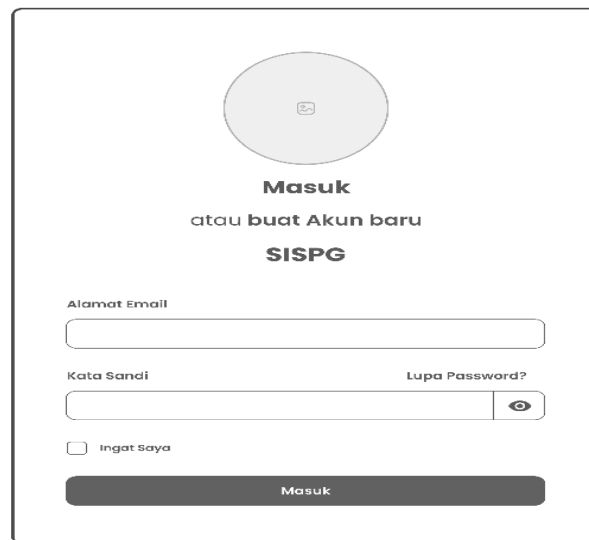 Masuk
atau buat Akun baru
SISPG
Alamat Email
Kata Sandi Lupa Password?
Ingat Saya
Masuk